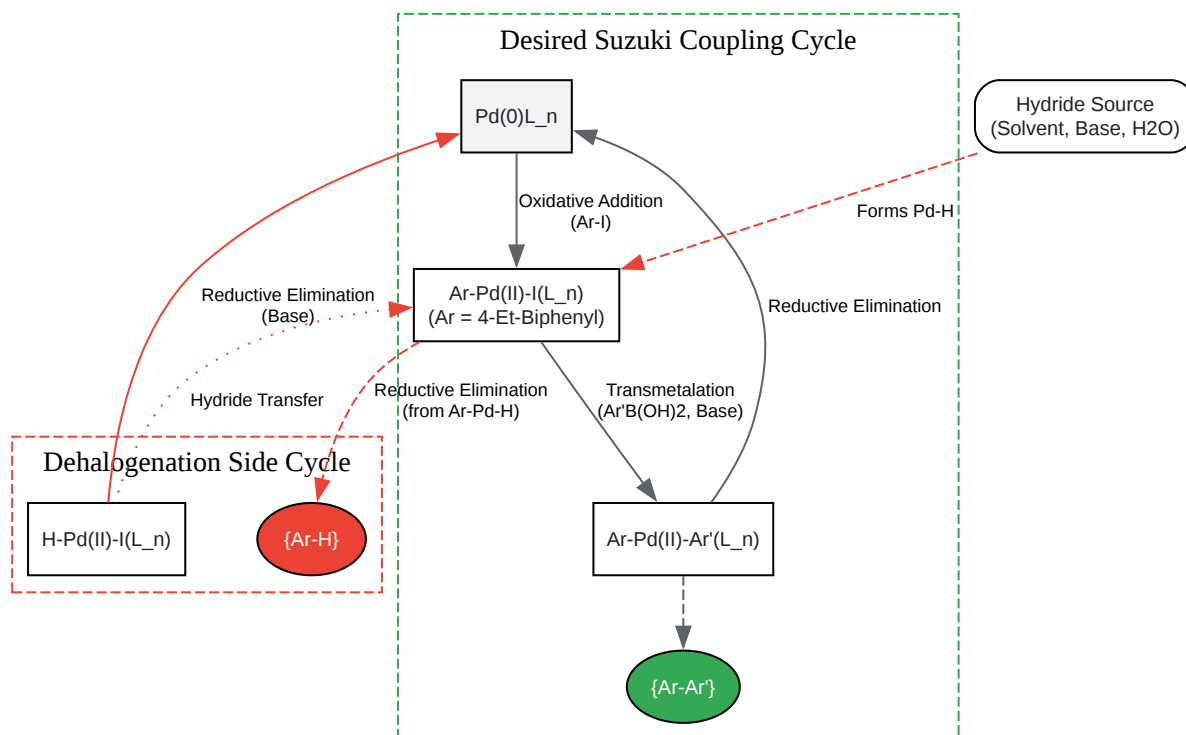 Desired Suzuki Coupling Cycle
Pd(0)L_n
Hydride Source
(Solvent, Base, H2O)
Oxidative Addition
(Ar-I)
Forms Pd-H
Ar-Pd(II)-I(L_n)
(Ar = 4-Et-Biphenyl)
Reductive Elimination
(Base)
Reductive Elimination
Hydride Transfer
Reductive Elimination
(from Ar-Pd-H)
Transmetalation
(Ar'B(OH)2, Base)
Dehalogenation Side Cycle
H-Pd(II)-I(L_n)
{Ar-H}
Ar-Pd(II)-Ar'(L_n)
{Ar-Ar'}